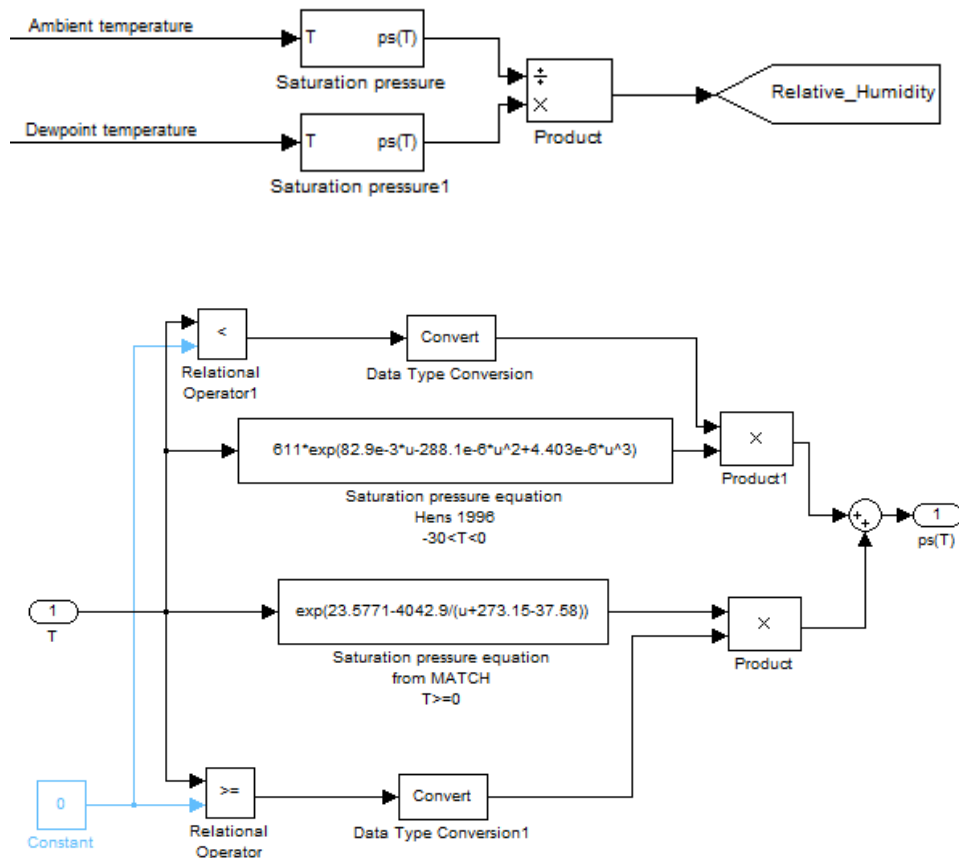 Ambient temperature
T
ps(T)
Saturation pressure
÷
×
Product
Relative_Humidity
Dewpoint temperature
T
ps(T)
Saturation pressure1
<
Relational
Operator1
Convert
Data Type Conversion
611*exp(82.9e-3*u-288.1e-6*u^2+4.403e-6*u^3)
Saturation pressure equation
Hens 1996
-30<T<0
×
Product1
+
+
1
ps(T)
1
T
exp(23.5771-4042.9/(u+273.15-37.58))
Saturation pressure equation
from MATCH
T>=0
×
Product
0
Constant
>=
Relational
Operator
Convert
Data Type Conversion1